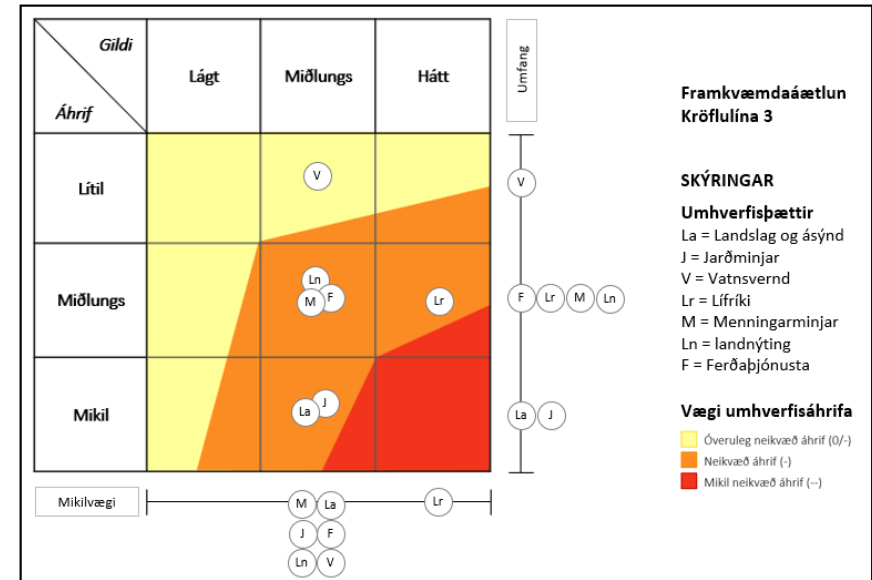 Gildi
Áhrif
Lágt
Miðlungs
Hátt
Umfang
Lítil
V
Miðlungs
Ln
M
F
Lr
Mikil
La
J
V
F
Lr
M
Ln
La
J
Mikilvægi
M
La
Lr
J
F
Ln
V
Framkvæmdaáætlun
Kröflulína 3
SKÝRINGAR
Umhverfisþættir
La = Landslag og ásýnd
J = Jarðminjar
V = Vatnsvernd
Lr = Lífríki
M = Menningarminjar
Ln = landnýting
F = Ferðaþjónusta
Vægi umhverfisáhrifa
Óveruleg neikvæð áhrif (0/-)
Neikvæð áhrif (-)
Mikil neikvæð áhrif (--)